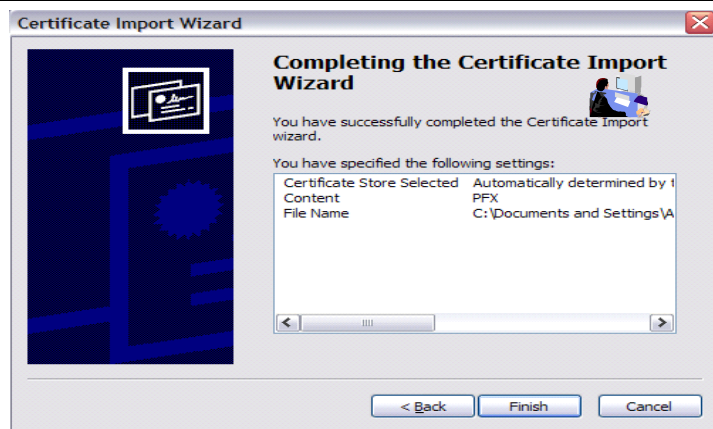 Certificate Import Wizard
Completing the Certificate Import
Wizard
You have successfully completed the Certificate Import
wizard.
You have specified the following settings:
Certificate Store Selected Automatically determined by t
Content PFX
File Name C:\Documents and Settings\A
< Back Finish Cancel